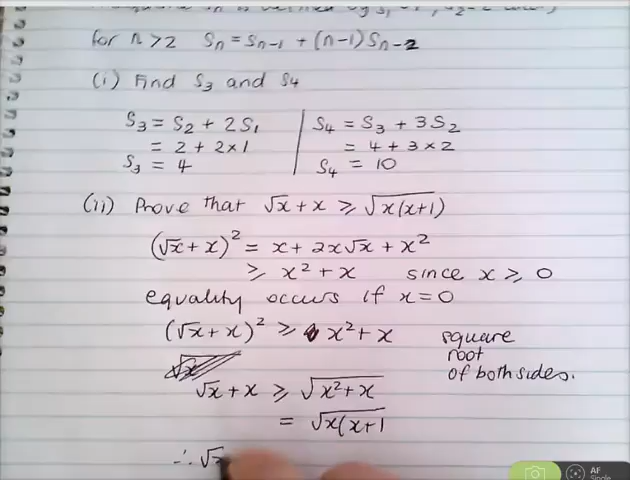 for n > 2 Sn = Sn-1 + (n-1) Sn-2
(i) Find S3 and S4
S3 = S2 + 2S1
= 2 + 2 × 1
S3 = 4
S4 = S3 + 3S2
= 4 + 3 × 2
S4 = 10
(ii) Prove that √x + x ≥ √x(x+1)
(√x + x)² = x + 2x√x + x²
≥ x² + x since x ≥ 0
equality occurs if x = 0
(√x + x)² ≥ x² + x square
root
of both sides.
√x + x ≥ √x² + x
= √x(x+1
∴ √x
AF
Single